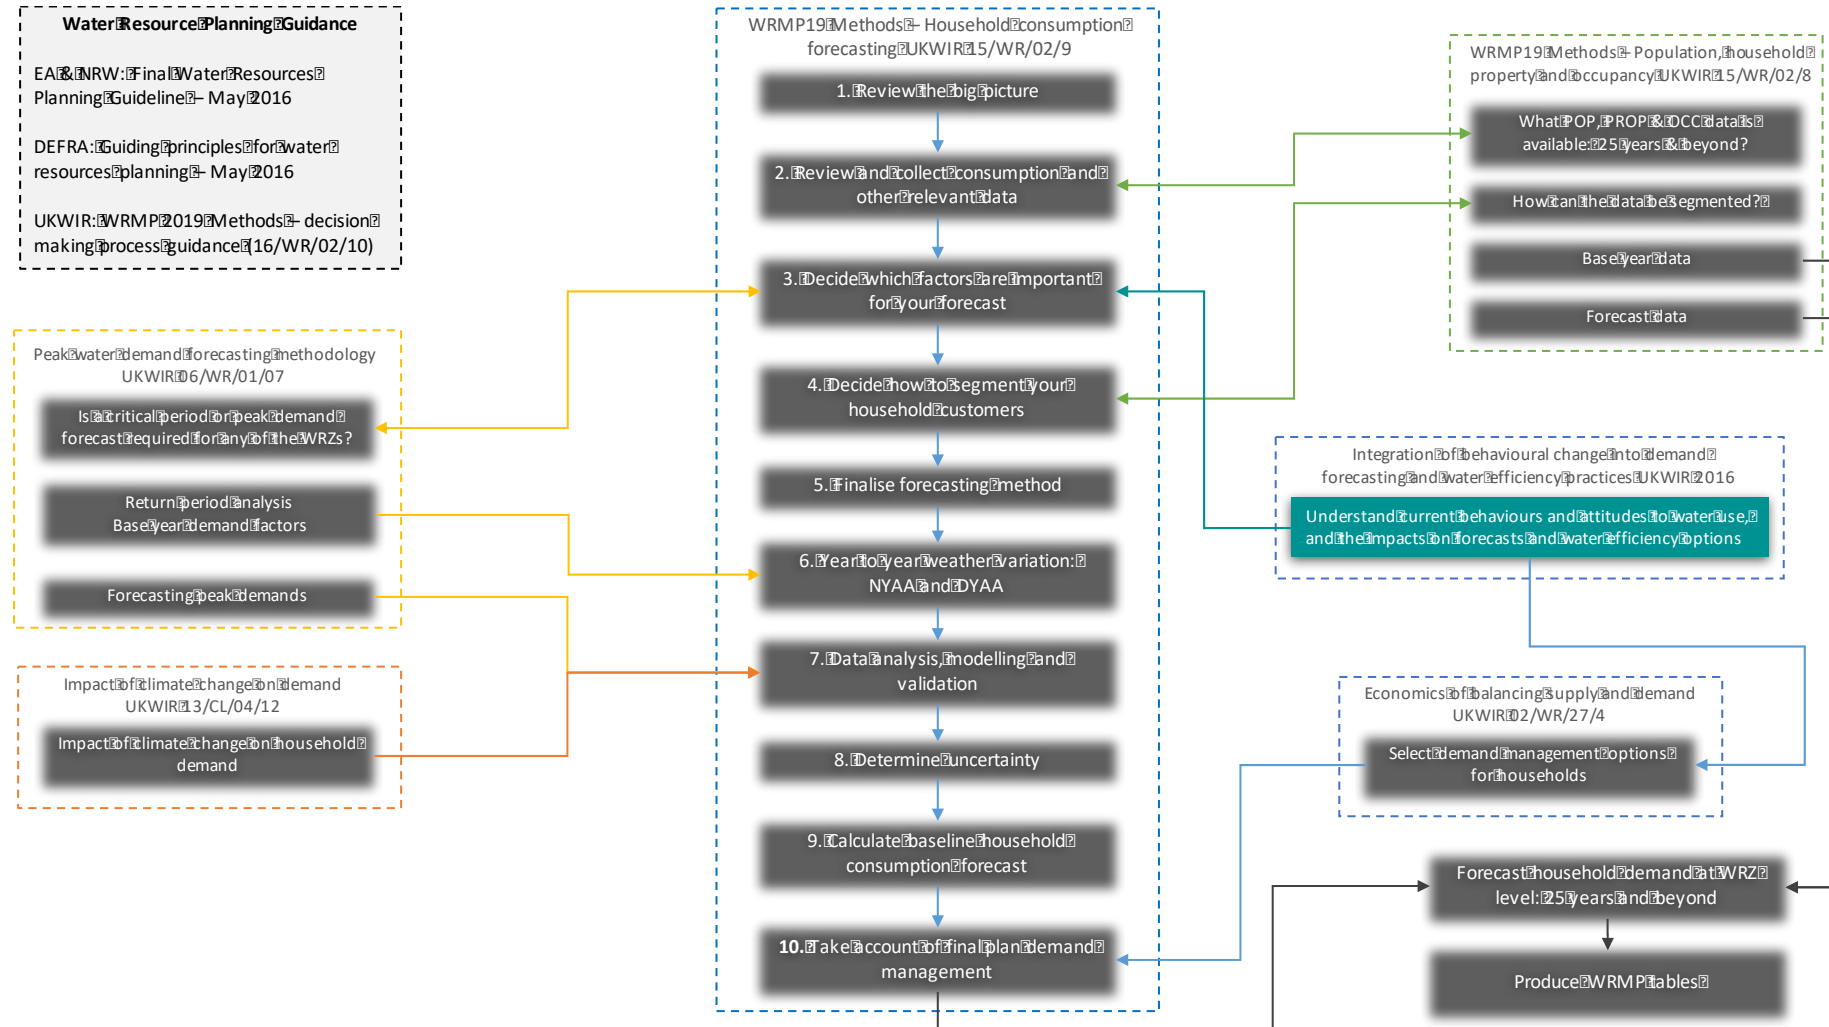 Water Resource Planning Guidance
EA & NRW: Final Water Resources
Planning Guideline – May 2016
DEFRA: Guiding principles for water
resources planning – May 2016
UKWIR: WRMP 2019 Methods – decision
making process guidance (16/WR/02/10)
Peak water demand forecasting methodology
UKWIR 06/WR/01/07
Is a critical period or peak demand
forecast required for any of the WRZs?
Return period analysis
Base year demand factors
Forecasting peak demands
Impact of climate change on demand
UKWIR 13/CL/04/12
Impact of climate change on household
demand
WRMP19 Methods – Household consumption
forecasting UKWIR 15/WR/02/9
1. Review the big picture
2. Review and collect consumption and
other relevant data
3. Decide which factors are important
for your forecast
4. Decide how to segment your
household customers
5. Finalise forecasting method
6. Year to year weather variation:
NYAA and DYAA
7. Data analysis, modelling and
validation
8. Determine uncertainty
9. Calculate baseline household
consumption forecast
10. Take account of final plan demand
management
WRMP19 Methods – Population, household
property and occupancy UKWIR 15/WR/02/8
What POP, PROP & OCC data is
available: 25 years & beyond?
How can the data be segmented?
Base year data
Forecast data
Integration of behavioural change into demand
forecasting and water efficiency practices UKWIR 2016
Understand current behaviours and attitudes to water use,
and the impacts on forecasts and water efficiency options
Economics of balancing supply and demand
UKWIR 02/WR/27/4
Select demand management options
for households
Forecast household demand at WRZ
level: 25 years and beyond
Produce WRMP tables